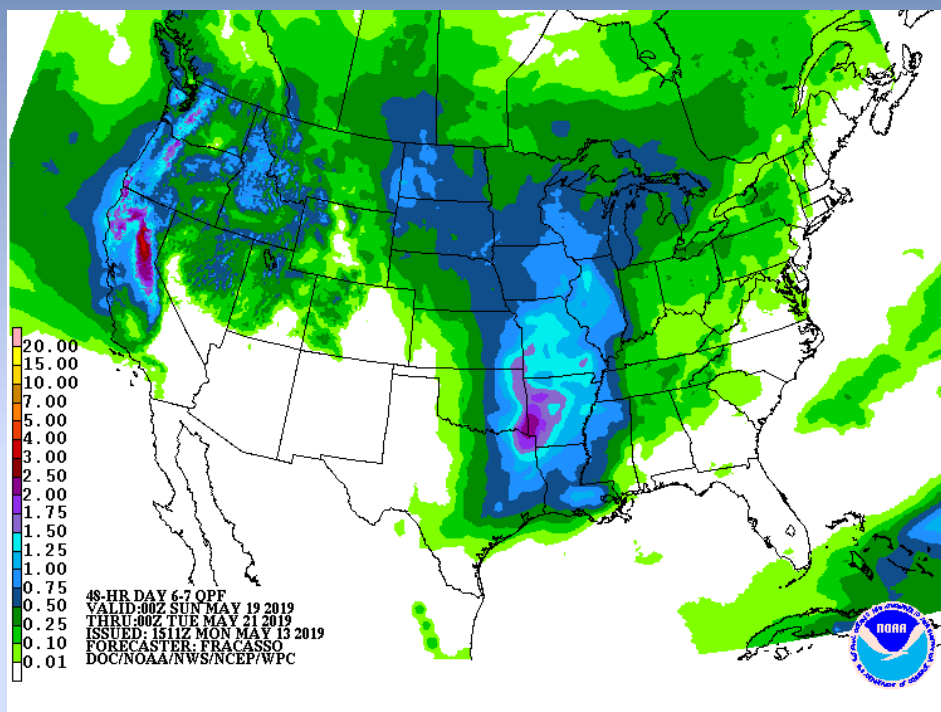 20.00
15.00
10.00
7.00
5.00
4.00
3.00
2.50
2.00
1.75
1.50
1.25
1.00
0.75
0.50
0.25
0.10
0.01
48-HR DAY 6-7 QPF
VALID:00Z SUN MAY 19 2019
THRU:00Z TUE MAY 21 2019
ISSUED: 1511Z MON MAY 13 2019
FORECASTER: FRACASSO
DOC/NOAA/NWS/NCEP/WPC
NOAA